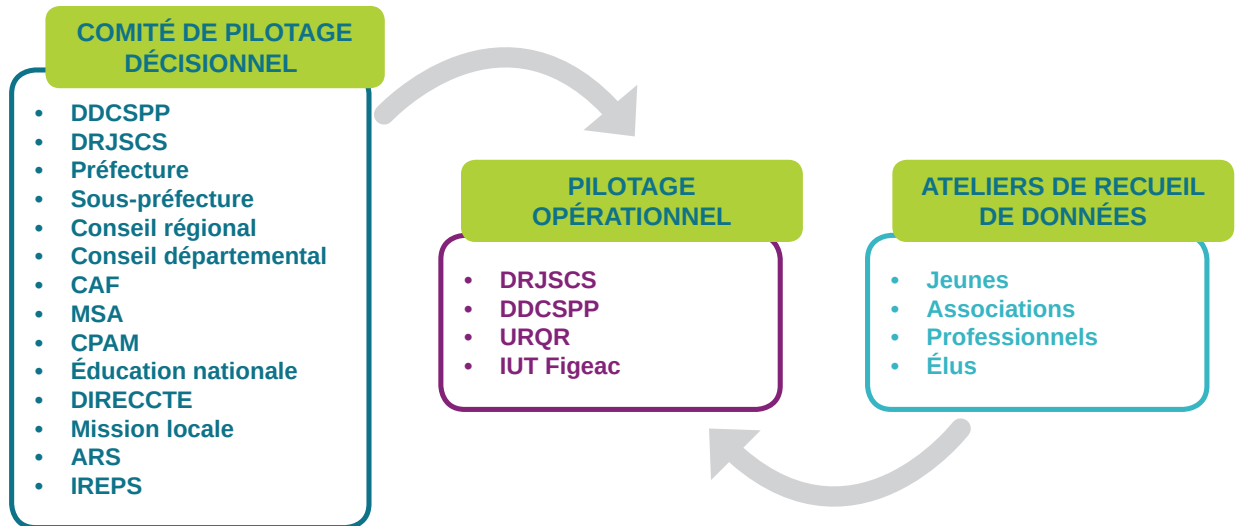 COMITÉ DE PILOTAGE
DÉCISIONNEL
• DDCSPP
• DRJSCS
• Préfecture
• Sous-préfecture
• Conseil régional
• Conseil départemental
• CAF
• MSA
• CPAM
• Éducation nationale
• DIRECCTE
• Mission locale
• ARS
• IREPS
PILOTAGE
OPÉRATIONNEL
• DRJSCS
• DDCSPP
• URQR
• IUT Figeac
ATELIERS DE RECUEIL
DE DONNÉES
• Jeunes
• Associations
• Professionnels
• Élus